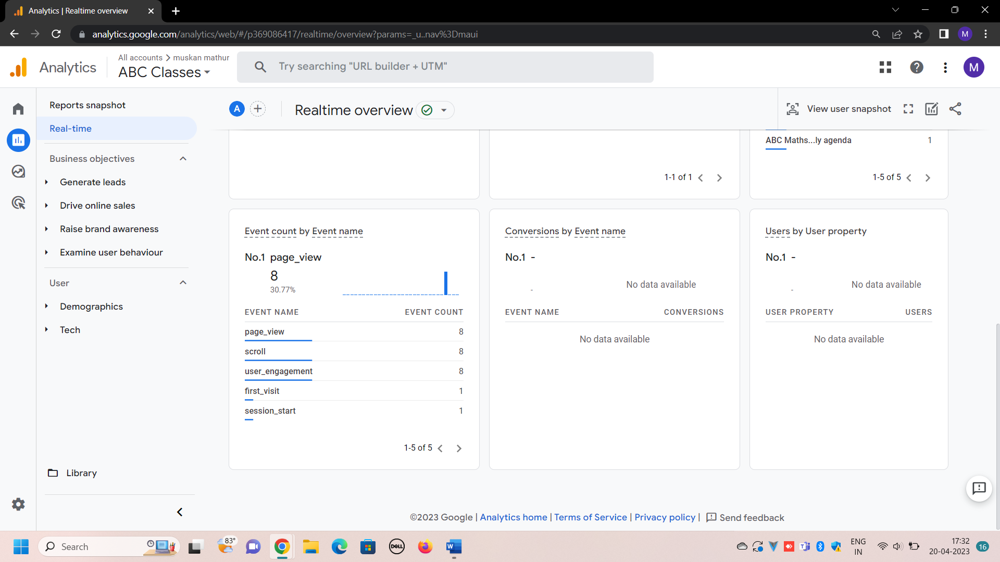 Analytics | Realtime overview
analytics.google.com/analytics/web/#/p369086417/realtime/overview?params=_u..nav%3Dmaui
M
Analytics
All accounts > muskan mathur
ABC Classes
Try searching "URL builder + UTM"
M
Reports snapshot
Real-time
Business objectives
Generate leads
Drive online sales
Raise brand awareness
Examine user behaviour
User
Demographics
Tech
Library
A
Realtime overview
View user snapshot
1-1 of 1
ABC Maths...ly agenda 1
1-5 of 5
Event count by Event name
No.1 page_view
8
30.77%
EVENT NAME EVENT COUNT
page_view 8
scroll 8
user_engagement 8
first_visit 1
session_start 1
1-5 of 5
Conversions by Event name
No.1 -
- No data available
EVENT NAME CONVERSIONS
No data available
Users by User property
No.1 -
- No data available
USER PROPERTY USERS
No data available
©2023 Google | Analytics home | Terms of Service | Privacy policy | Send feedback
Search
83°
DELL
ENG
IN
17:32
20-04-2023
16